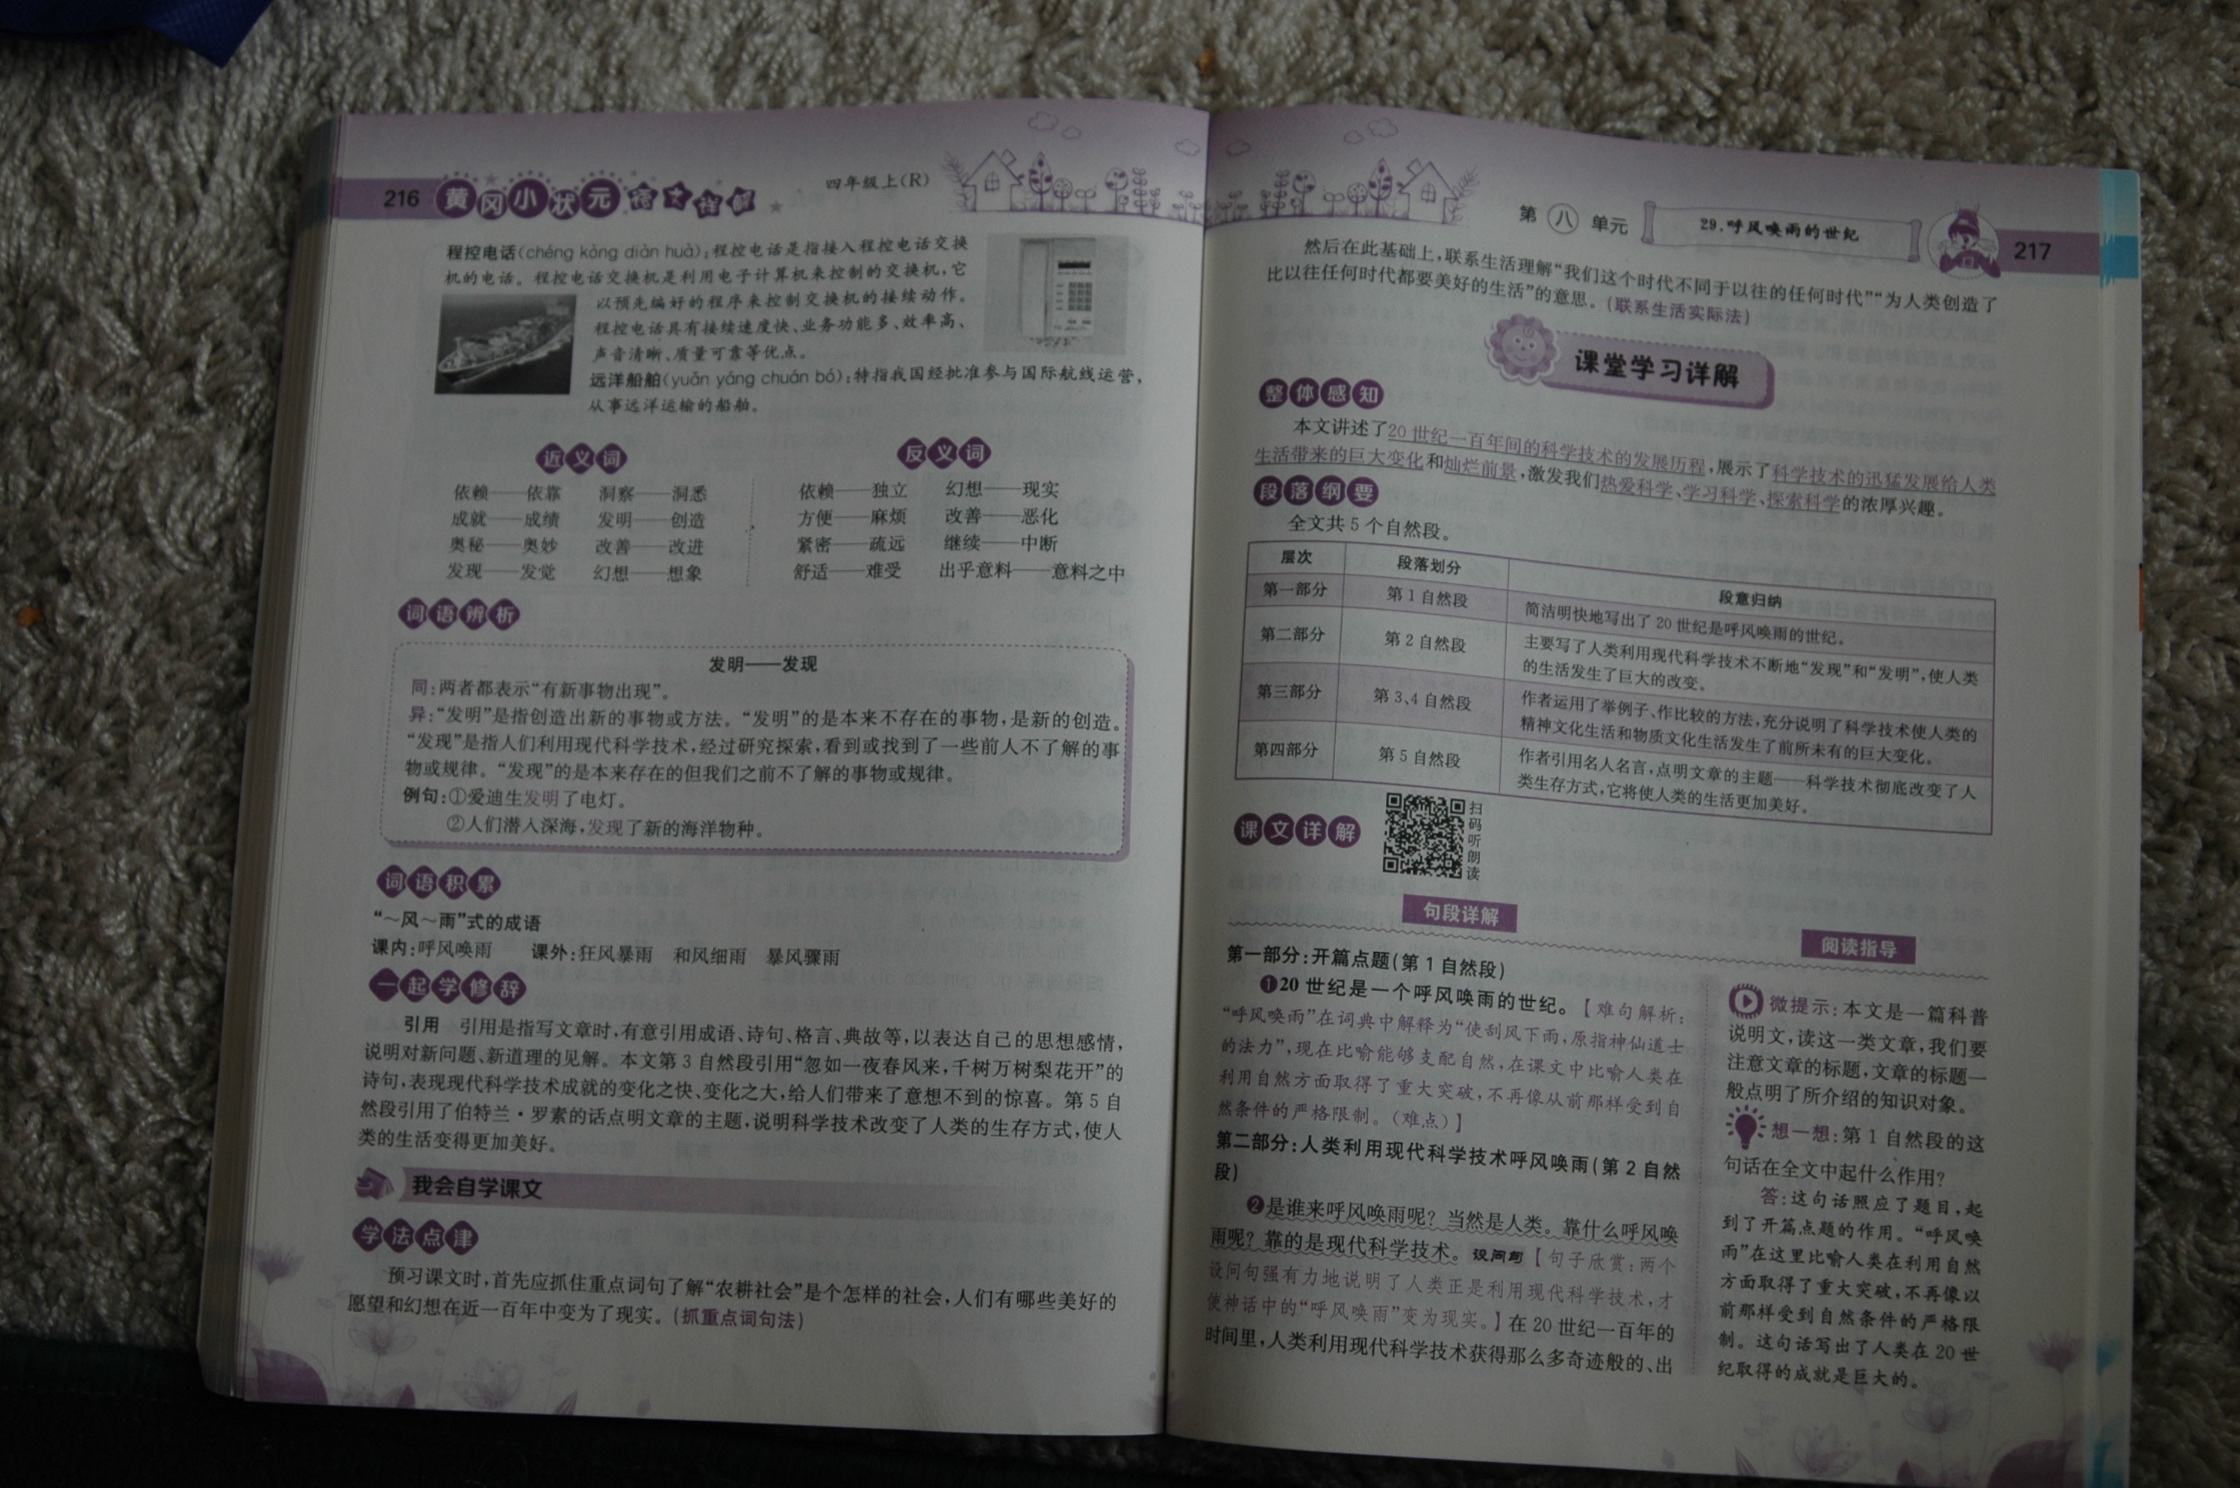 216 黄冈小状元 语文详解 四年级上(R)
程控电话(chéng kòng diàn huà):程控电话是指接入程控电话交换
机的电话。程控电话交换机是利用电子计算机来控制的交换机,它
以预先编好的程序来控制交换机的接续动作。
程控电话具有接续速度快、业务功能多、效率高、
声音清晰、质量可靠等优点。
远洋船舶(yuǎn yáng chuán bó):特指我国经批准参与国际航线运营,
从事远洋运输的船舶。
近义词
依赖——依靠 洞察——洞悉
成就——成绩 发明——创造
奥秘——奥妙 改善——改进
发现——发觉 幻想——想象
反义词
依赖——独立 幻想——现实
方便——麻烦 改善——恶化
紧密——疏远 继续——中断
舒适——难受 出乎意料——意料之中
词语辨析
发明——发现
同:两者都表示“有新事物出现”。
异:“发明”是指创造出新的事物或方法。“发明”的是本来不存在的事物,是新的创造。
“发现”是指人们利用现代科学技术,经过研究探索,看到或找到了一些前人不了解的事
物或规律。“发现”的是本来存在的但我们之前不了解的事物或规律。
例句:①爱迪生发明了电灯。
②人们潜入深海,发现了新的海洋物种。
词语积累
“~风~雨”式的成语
课内:呼风唤雨 课外:狂风暴雨 和风细雨 暴风骤雨
一起学修辞
引用 引用是指写文章时,有意引用成语、诗句、格言、典故等,以表达自己的思想感情,
说明对新问题、新道理的见解。本文第3自然段引用“忽如一夜春风来,千树万树梨花开”的
诗句,表现现代科学技术成就的变化之快、变化之大,给人们带来了意想不到的惊喜。第5自
然段引用了伯特兰·罗素的话点明文章的主题,说明科学技术改变了人类的生存方式,使人
类的生活变得更加美好。
我会自学课文
学法点津
预习课文时,首先应抓住重点词句了解“农耕社会”是个怎样的社会,人们有哪些美好的
愿望和幻想在近一百年中变为了现实。(抓重点词句法)
第八单元 29.呼风唤雨的世纪 217
然后在此基础上,联系生活理解“我们这个时代不同于以往的任何时代”“为人类创造了
比以往任何时代都要美好的生活”的意思。(联系生活实际法)
课堂学习详解
整体感知
本文讲述了20世纪一百年间的科学技术的发展历程,展示了科学技术的迅猛发展给人类
生活带来的巨大变化和灿烂前景,激发我们热爱科学、学习科学、探索科学的浓厚兴趣。
段落纲要
全文共5个自然段。
层次 段落划分 段意归纳
第一部分 第1自然段 简洁明快地写出了20世纪是呼风唤雨的世纪。
第二部分 第2自然段 主要写了人类利用现代科学技术不断地“发现”和“发明”,使人类
的生活发生了巨大的改变。
第三部分 第3、4自然段 作者运用了举例子、作比较的方法,充分说明了科学技术使人类的
精神文化生活和物质文化生活发生了前所未有的巨大变化。
第四部分 第5自然段 作者引用名人名言,点明文章的主题——科学技术彻底改变了人
类生存方式,它将使人类的生活更加美好。
课文详解
扫码听朗读
句段详解
第一部分:开篇点题(第1自然段)
❶20世纪是一个呼风唤雨的世纪。【难句解析:
“呼风唤雨”在词典中解释为“使刮风下雨,原指神仙道士
的法力”,现在比喻能够支配自然,在课文中比喻人类在
利用自然方面取得了重大突破,不再像从前那样受到自
然条件的严格限制。(难点)】
第二部分:人类利用现代科学技术呼风唤雨(第2自然
段)
❷是谁来呼风唤雨呢?当然是人类。靠什么呼风唤
雨呢?靠的是现代科学技术。设问句【句子欣赏:两个
设问句强有力地说明了人类正是利用现代科学技术,才
使神话中的“呼风唤雨”变为现实。】在20世纪一百年的
时间里,人类利用现代科学技术获得那么多奇迹般的、出
阅读指导
微提示:本文是一篇科普
说明文,读这一类文章,我们要
注意文章的标题,文章的标题一
般点明了所介绍的知识对象。
想一想:第1自然段的这
句话在全文中起什么作用?
答:这句话照应了题目,起
到了开篇点题的作用。“呼风唤
雨”在这里比喻人类在利用自然
方面取得了重大突破,不再像以
前那样受到自然条件的严格限
制。这句话写出了人类在20世
纪取得的成就是巨大的。